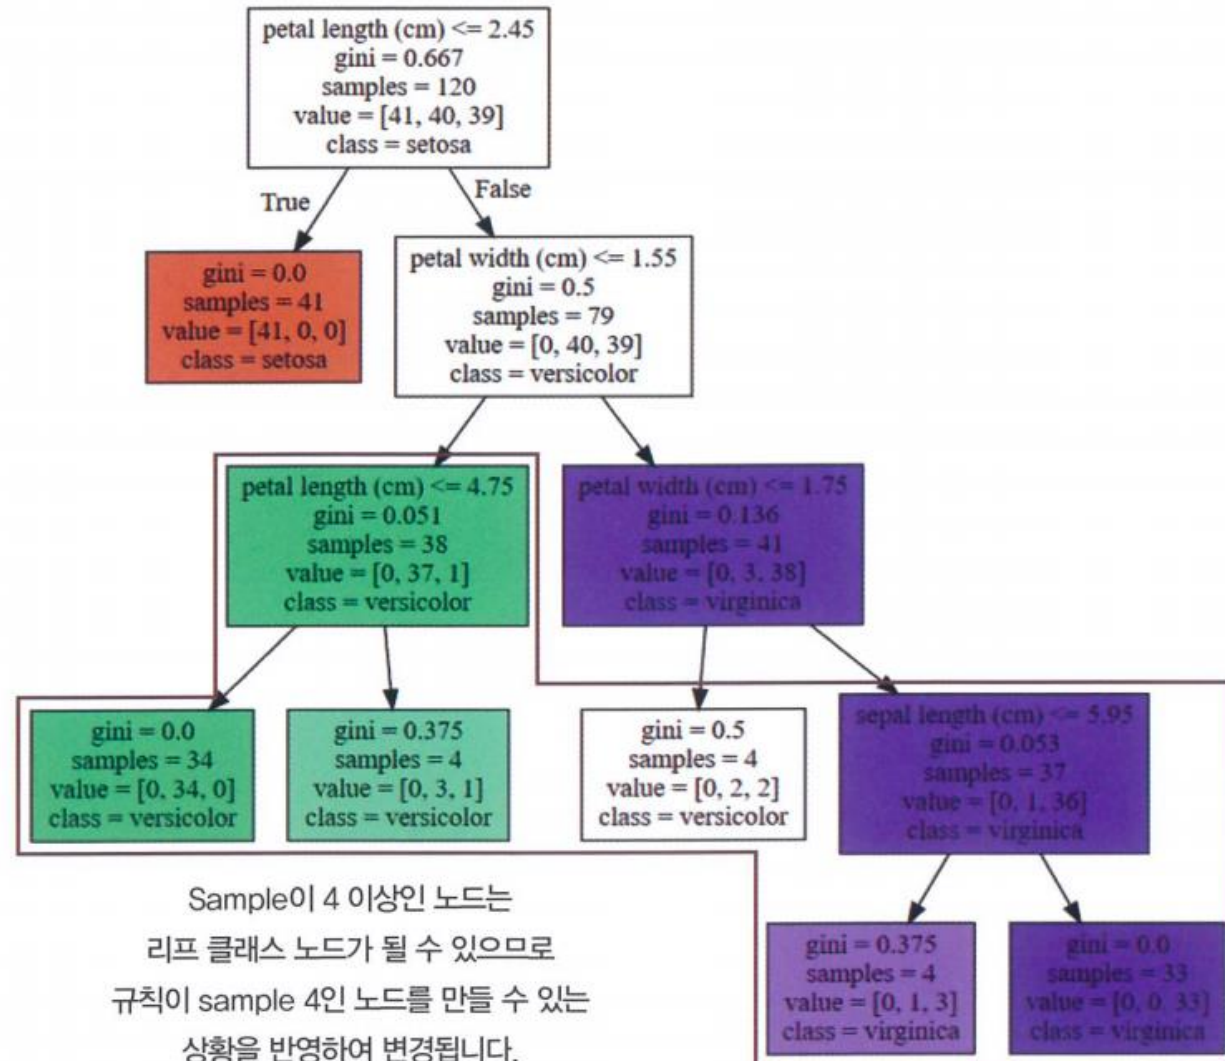 petal length (cm) <= 2.45
gini = 0.667
samples = 120
value = [41, 40, 39]
class = setosa
True
False
gini = 0.0
samples = 41
value = [41, 0, 0]
class = setosa
petal width (cm) <= 1.55
gini = 0.5
samples = 79
value = [0, 40, 39]
class = versicolor
petal length (cm) <= 4.75
gini = 0.051
samples = 38
value = [0, 37, 1]
class = versicolor
petal width (cm) <= 1.75
gini = 0.136
samples = 41
value = [0, 3, 38]
class = virginica
gini = 0.0
samples = 34
value = [0, 34, 0]
class = versicolor
gini = 0.375
samples = 4
value = [0, 3, 1]
class = versicolor
gini = 0.5
samples = 4
value = [0, 2, 2]
class = versicolor
sepal length (cm) <= 5.95
gini = 0.053
samples = 37
value = [0, 1, 36]
class = virginica
gini = 0.375
samples = 4
value = [0, 1, 3]
class = virginica
gini = 0.0
samples = 33
value = [0, 0, 33]
class = virginica
Sample이 4 이상인 노드는
리프 클래스 노드가 될 수 있으므로
규칙이 sample 4인 노드를 만들 수 있는
상황을 반영하여 변경됩니다.